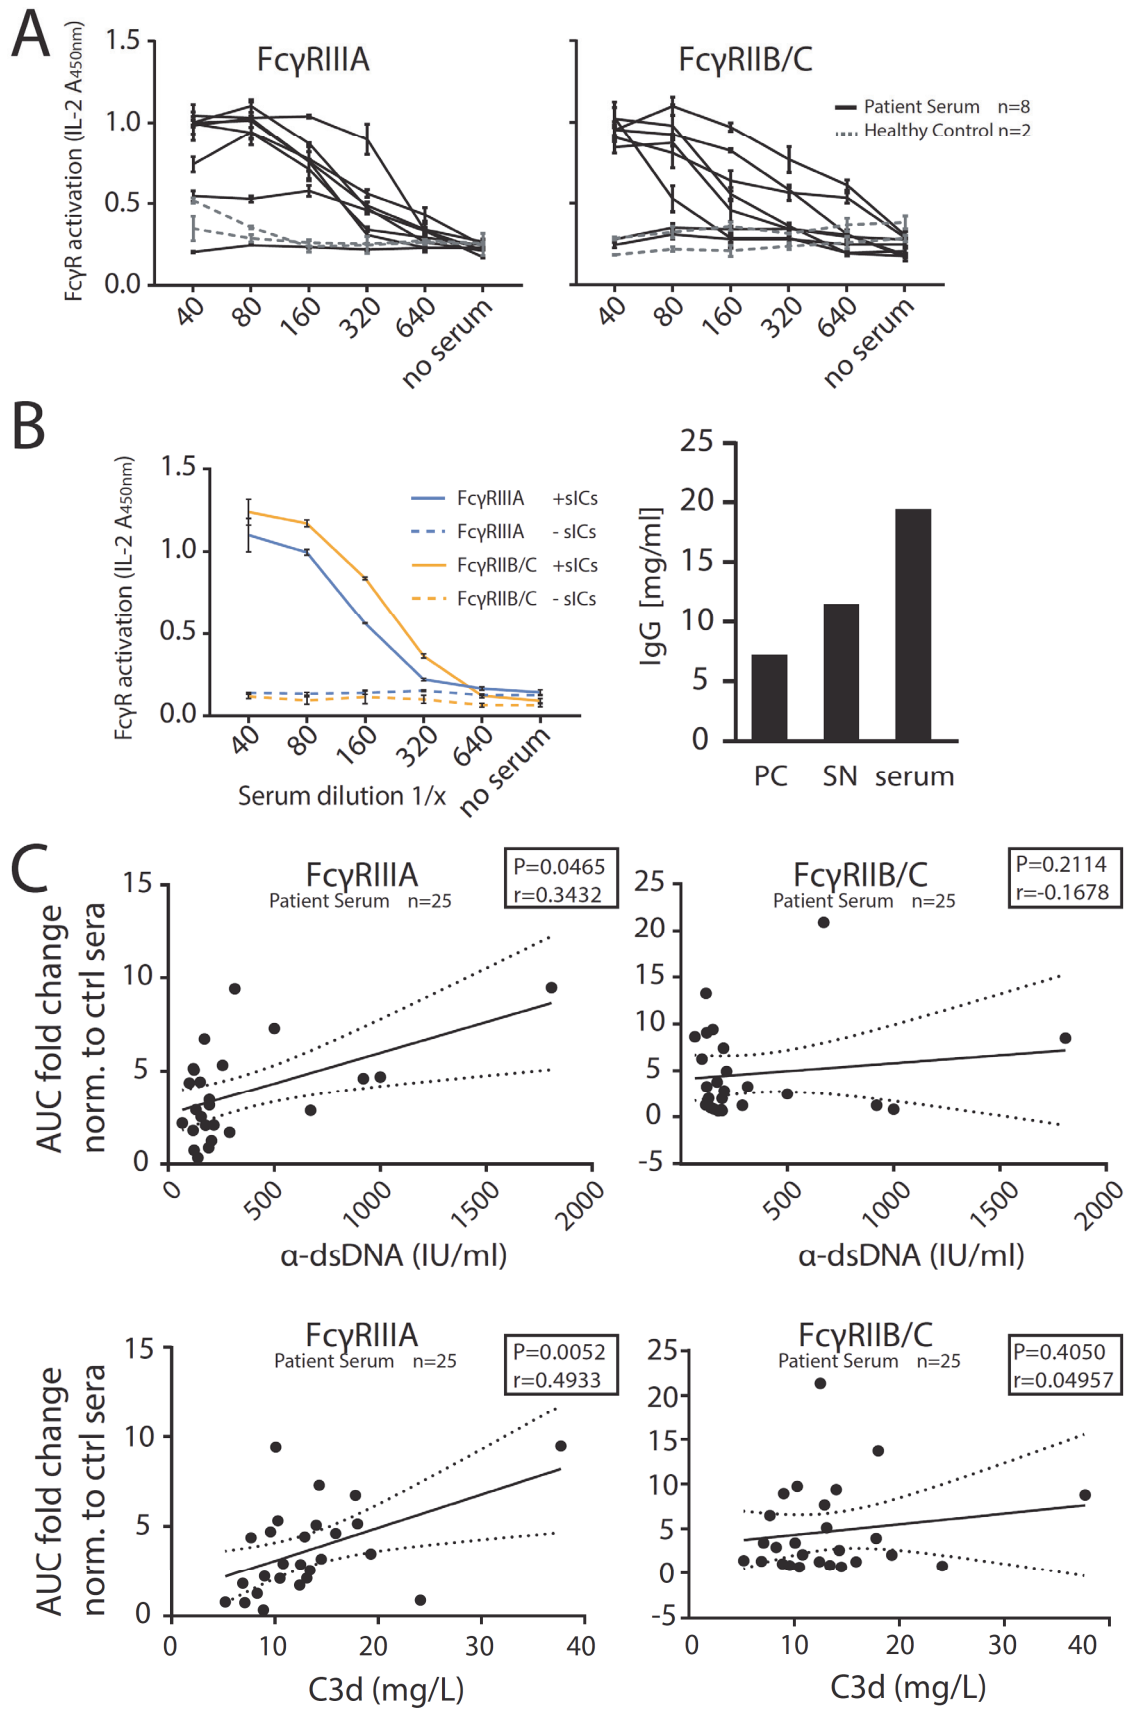 A
FcγR activation (IL-2 A450nm)
FcγRIIIA
1.5
1.0
0.5
0.0
40
80
160
320
640
no serum
FcγRIIB/C
Patient Serum n=8
Healthy Control n=2
40
80
160
320
640
no serum
B
FcγR activation (IL-2 A450nm)
1.5
1.0
0.5
0.0
FcγRIIIA +sICs
FcγRIIIA - sICs
FcγRIIB/C +sICs
FcγRIIB/C - sICs
40
80
160
320
640
no serum
Serum dilution 1/x
IgG [mg/ml]
25
20
15
10
5
0
PC SN serum
C
AUC fold change
norm. to ctrl sera
FcγRIIIA
Patient Serum n=25
P=0.0465
r=0.3432
15
10
5
0
0
500
1000
1500
2000
α-dsDNA (IU/ml)
FcγRIIB/C
Patient Serum n=25
P=0.2114
r=-0.1678
25
20
15
10
5
0
-5
500
1000
1500
2000
α-dsDNA (IU/ml)
AUC fold change
norm. to ctrl sera
FcγRIIIA
Patient Serum n=25
P=0.0052
r=0.4933
15
10
5
0
0 10 20 30 40
C3d (mg/L)
FcγRIIB/C
Patient Serum n=25
P=0.4050
r=0.04957
25
20
15
10
5
0
-5
0 10 20 30 40
C3d (mg/L)